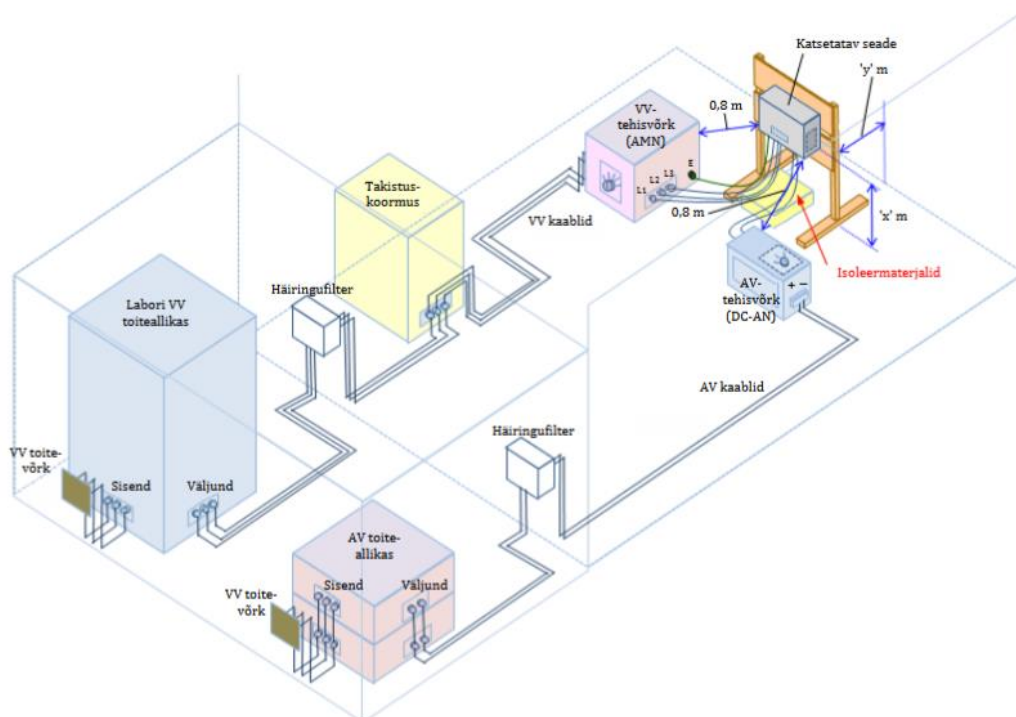 Katsetatav seade
'y' m
0,8 m
VV-
tehisvõrk
(AMN)
E
L1
L2
L3
Takistus-
koormus
VV kaablid
0,8 m
'x' m
Isoleermaterjalid
AV-
tehisvõrk
(DC-AN)
+ −
Häiringufilter
Labori VV
toiteallikas
AV kaablid
Häiringufilter
VV toite-
võrk
Sisend
Väljund
AV toite-
allikas
Sisend
Väljund
VV toite-
võrk